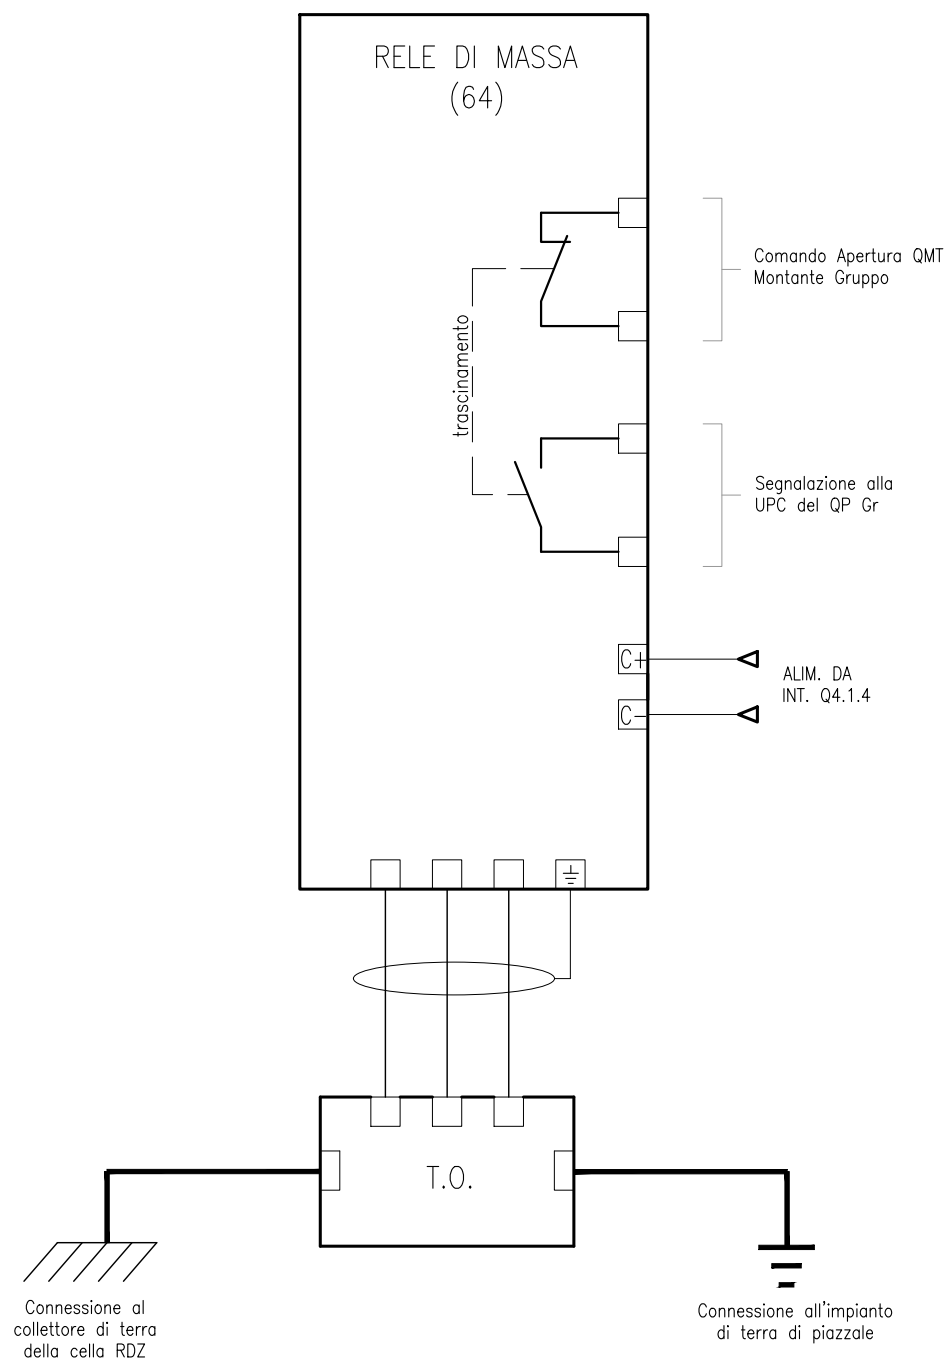 RELE DI MASSA
(64)
Comando Apertura QMT
Montante Gruppo
trascinamento
Segnalazione alla
UPC del QP Gr
C+
C-
ALIM. DA
INT. Q4.1.4
T.O.
Connessione al
collettore di terra
della cella RDZ
Connessione all'impianto
di terra di piazzale